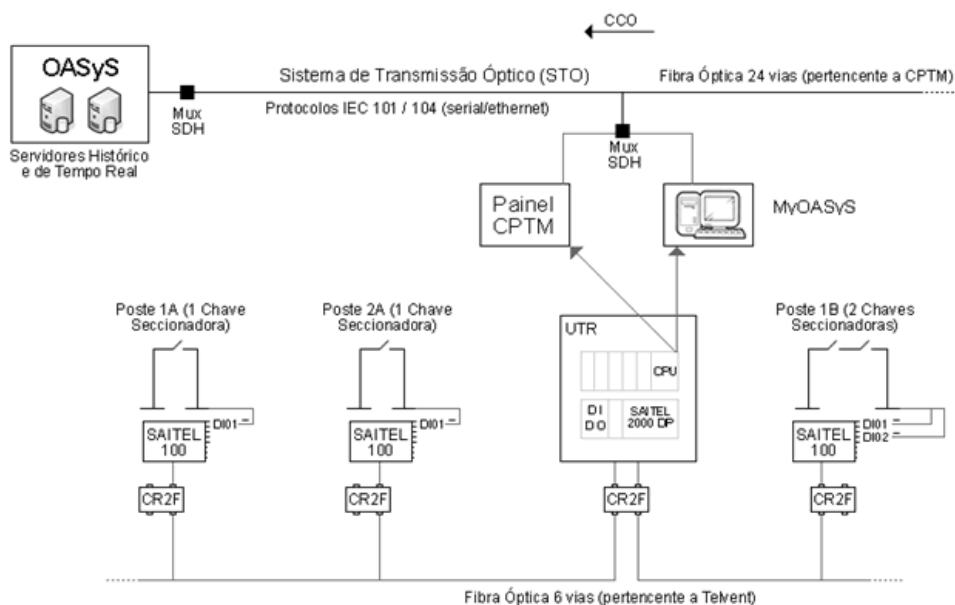 CCO
OASyS
Sistema de Transmissão Óptico (STO)
Fibra Óptica 24 vias (pertencente a CPTM)
Protocolos IEC 101 / 104 (serial/ethernet)
Mux
SDH
Servidores Histórico
e de Tempo Real
Mux
SDH
Painel
CPTM
MyOASyS
Poste 1A (1 Chave
Seccionadora)
Poste 2A (1 Chave
Seccionadora)
Poste 1B (2 Chaves
Seccionadoras)
UTR
CPU
DI
DO
SAITEL
2000 DP
DI01
SAITEL
100
DI01
SAITEL
100
DI01
DI02
SAITEL
100
CR2F
CR2F
CR2F
CR2F
Fibra Óptica 6 vias (pertencente a Telvent)